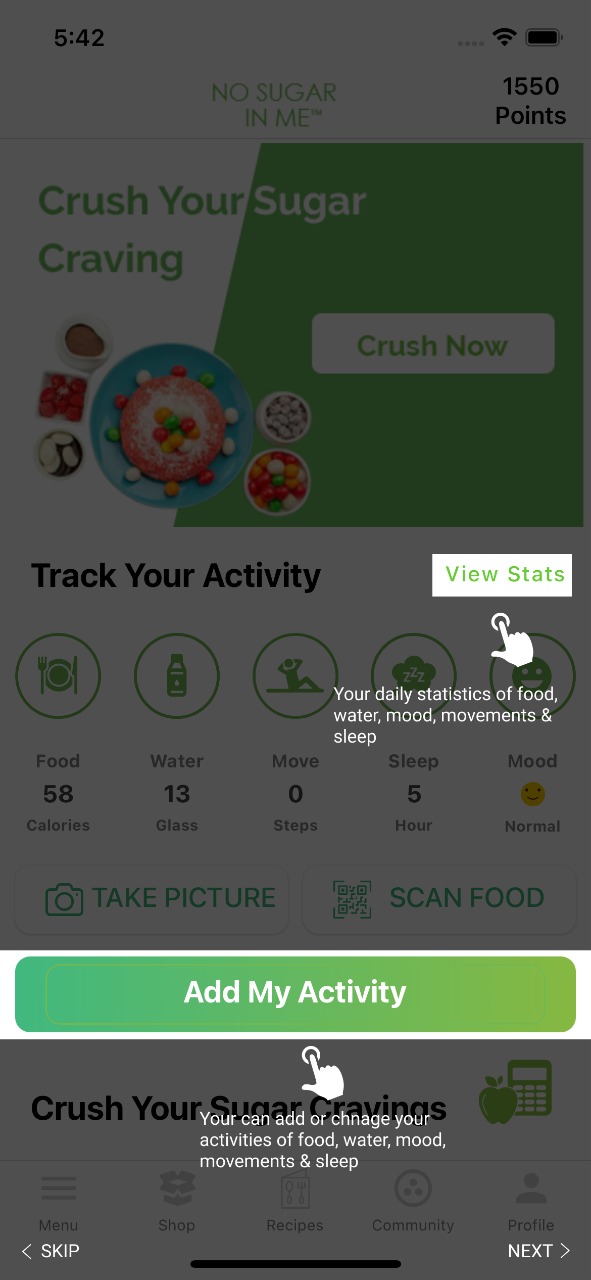 5:42
NO SUGAR
IN ME™
1550
Points
Crush Your Sugar
Craving
Crush Now
Track Your Activity
View Stats
Your daily statistics of food,
water, mood, movements &
sleep
zZz
Food
Water
Move
Sleep
Mood
58
13
0
5
Calories
Glass
Steps
Hour
Normal
TAKE PICTURE
SCAN FOOD
Add My Activity
Crush Your Sugar Cravings
Your can add or chnage your
activities of food, water, mood,
movements & sleep
Menu
Shop
Recipes
Community
Profile
< SKIP
NEXT >